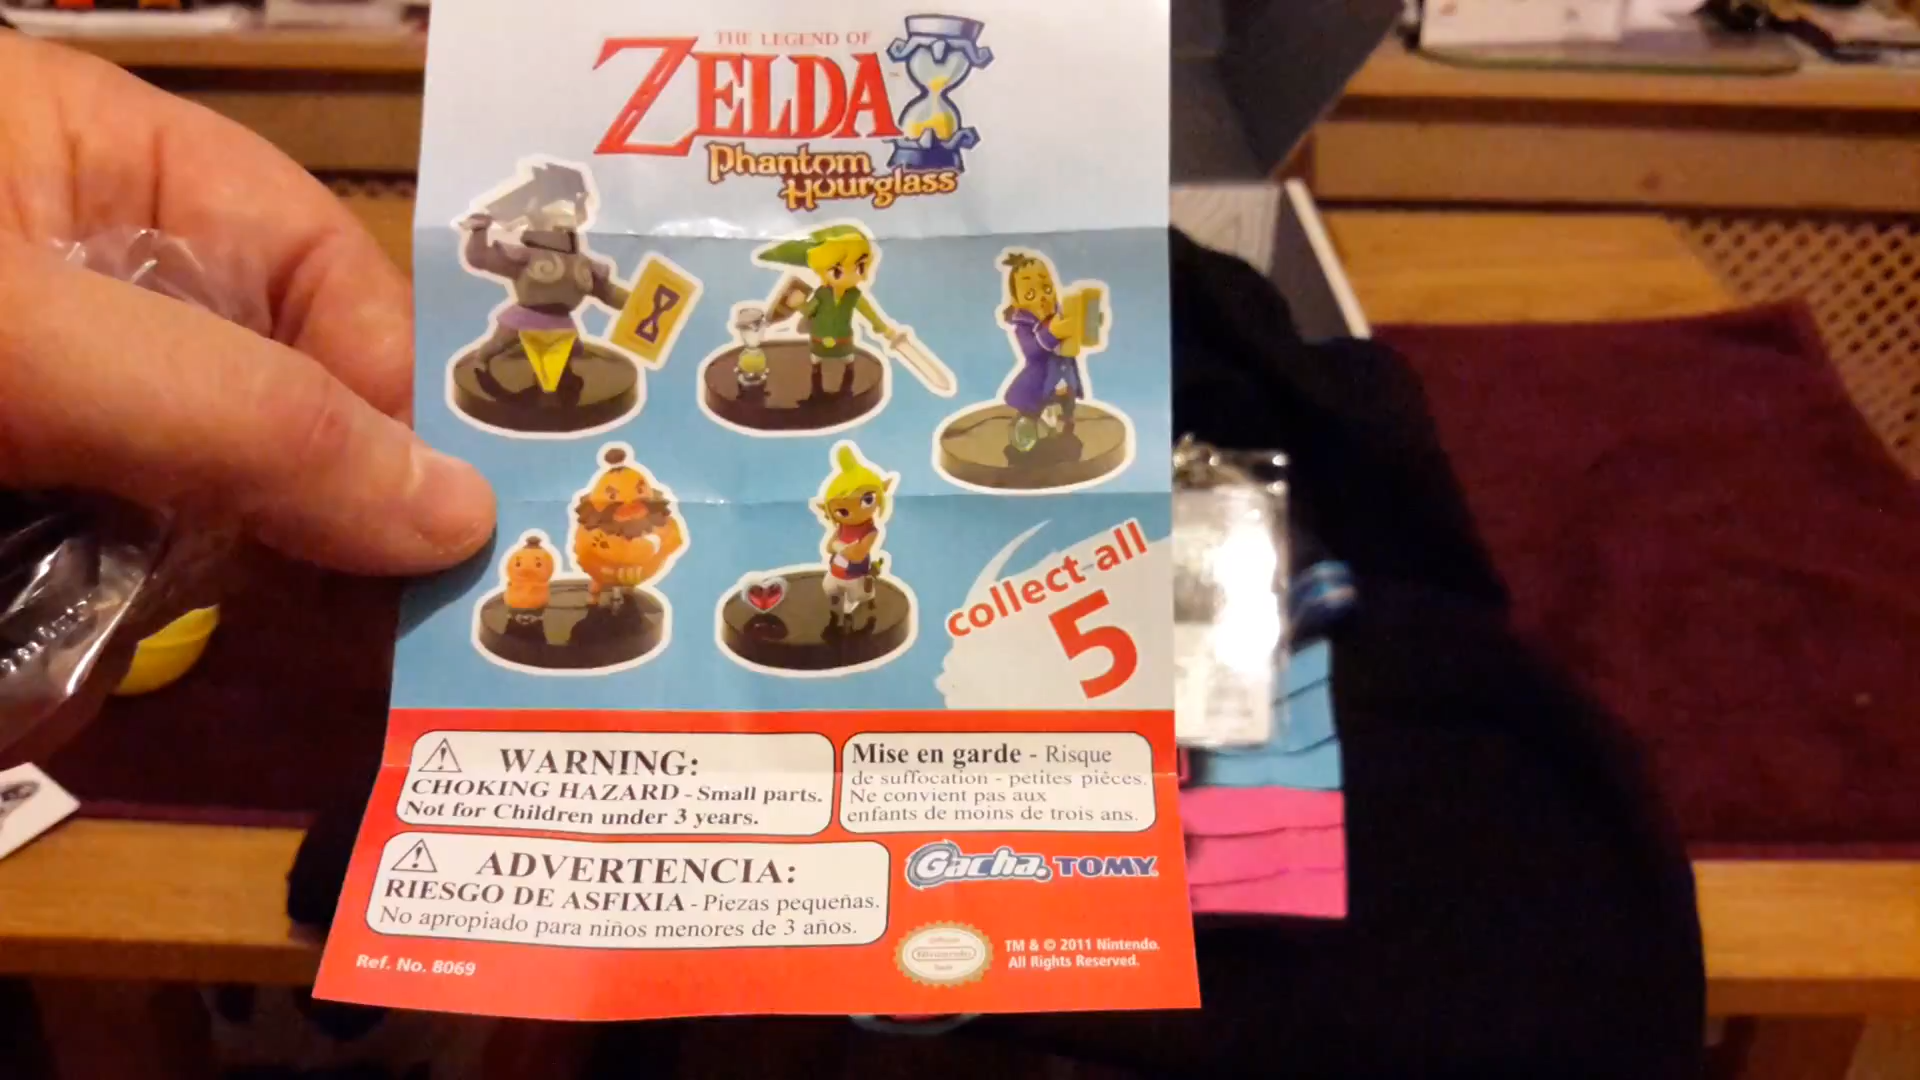 THE LEGEND OF
ZELDA
Phantom
Hourglass
collect all
5
WARNING:
CHOKING HAZARD - Small parts.
Not for Children under 3 years.
Mise en garde - Risque
de suffocation - petites pièces.
Ne convient pas aux
enfants de moins de trois ans.
ADVERTENCIA:
RIESGO DE ASFIXIA - Piezas pequeñas.
No apropiado para niños menores de 3 años.
Gacha. TOMY.
Nintendo
TM & © 2011 Nintendo.
All Rights Reserved.
Ref. No. 8069